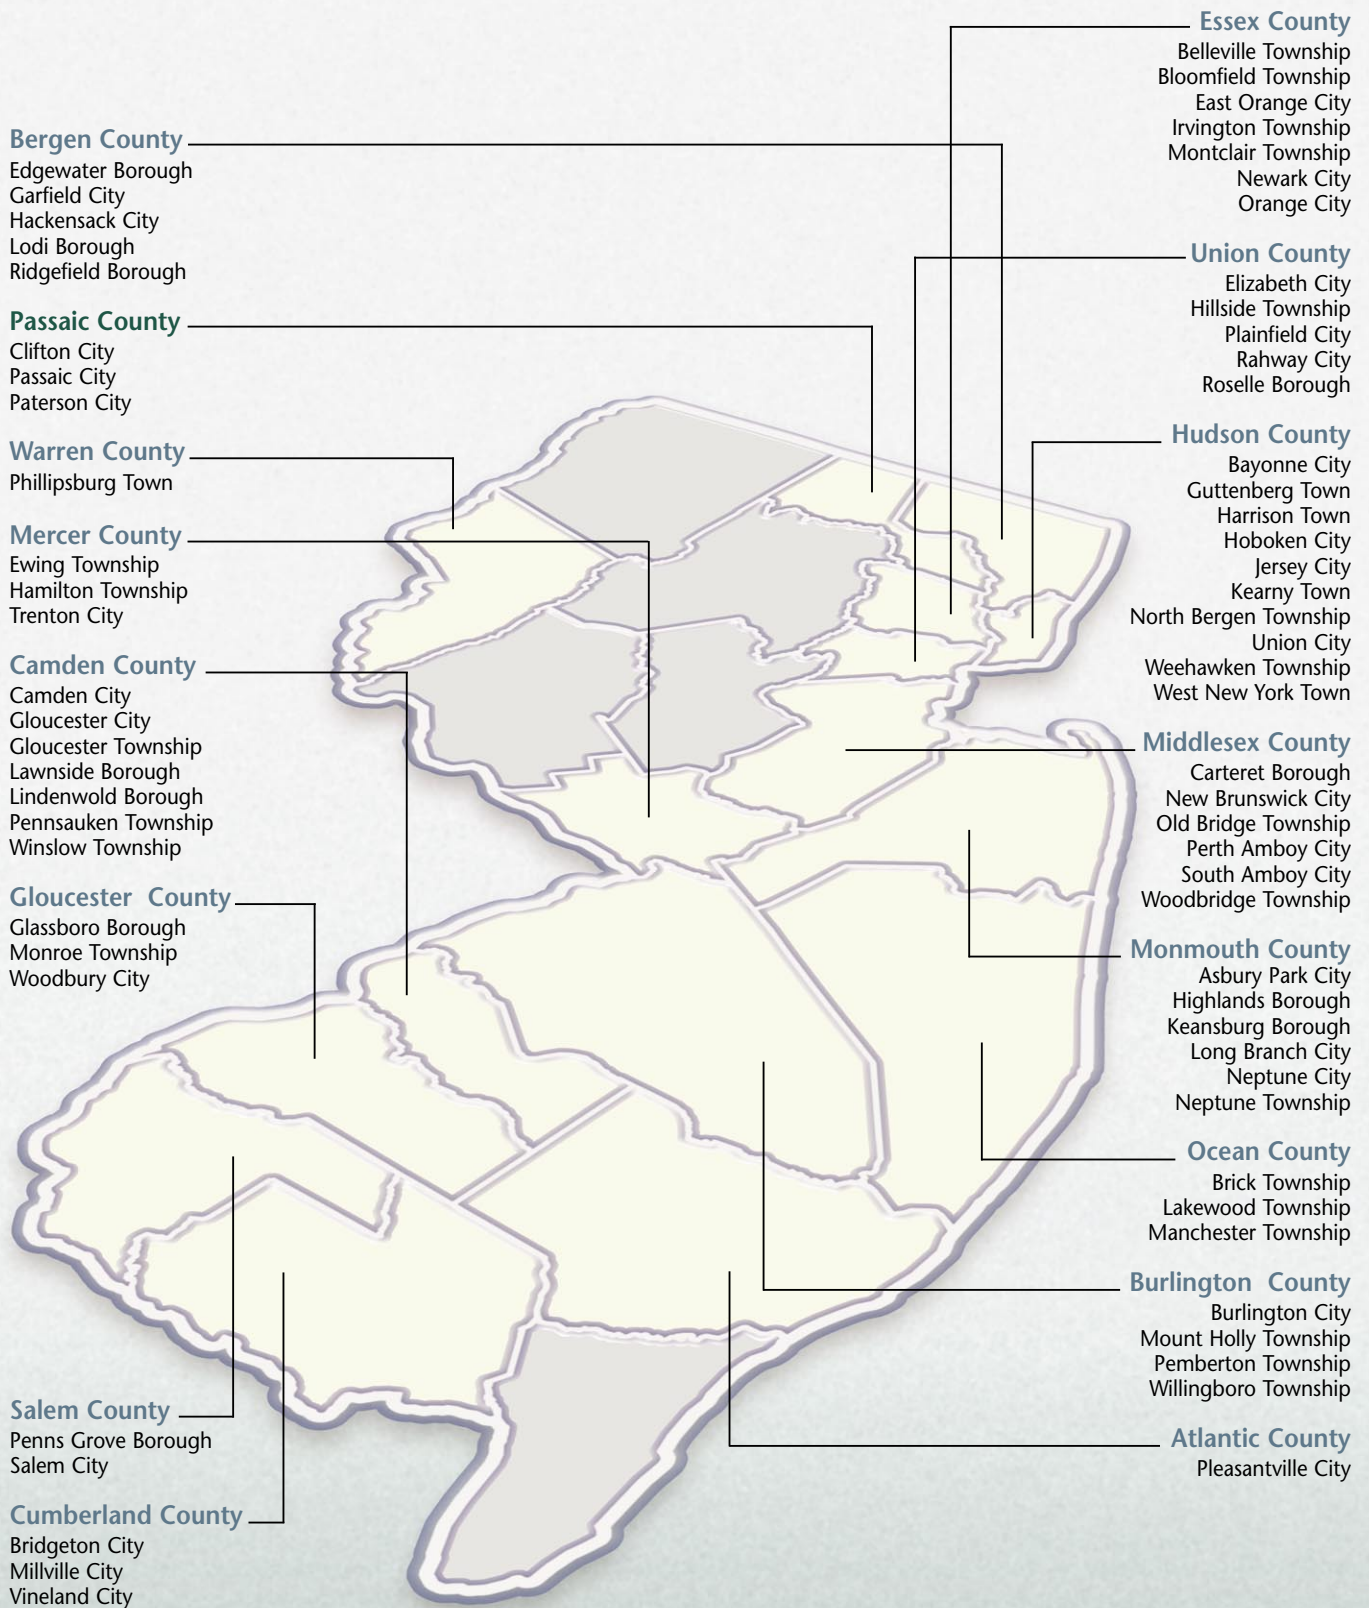 Bergen County
Edgewater Borough
Garfield City
Hackensack City
Lodi Borough
Ridgefield Borough
Passaic County
Clifton City
Passaic City
Paterson City
Warren County
Phillipsburg Town
Mercer County
Ewing Township
Hamilton Township
Trenton City
Camden County
Camden City
Gloucester City
Gloucester Township
Lawnside Borough
Lindenwold Borough
Pennsauken Township
Winslow Township
Gloucester County
Glassboro Borough
Monroe Township
Woodbury City
Salem County
Penns Grove Borough
Salem City
Cumberland County
Bridgeton City
Millville City
Vineland City
Essex County
Belleville Township
Bloomfield Township
East Orange City
Irvington Township
Montclair Township
Newark City
Orange City
Union County
Elizabeth City
Hillside Township
Plainfield City
Rahway City
Roselle Borough
Hudson County
Bayonne City
Guttenberg Town
Harrison Town
Hoboken City
Jersey City
Kearny Town
North Bergen Township
Union City
Weehawken Township
West New York Town
Middlesex County
Carteret Borough
New Brunswick City
Old Bridge Township
Perth Amboy City
South Amboy City
Woodbridge Township
Monmouth County
Asbury Park City
Highlands Borough
Keansburg Borough
Long Branch City
Neptune City
Neptune Township
Ocean County
Brick Township
Lakewood Township
Manchester Township
Burlington County
Burlington City
Mount Holly Township
Pemberton Township
Willingboro Township
Atlantic County
Pleasantville City